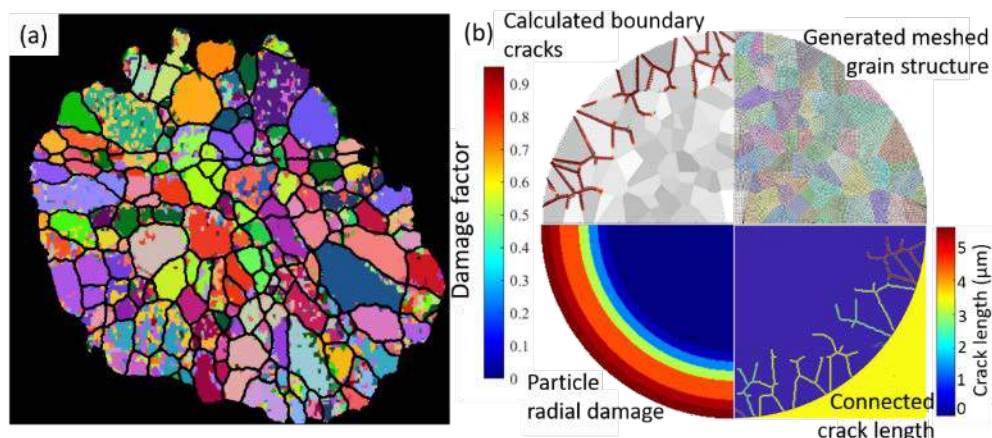 (a)
(b)
Calculated boundary
cracks
Generated meshed
grain structure
Damage factor
0.9
0.8
0.7
0.6
0.5
0.4
0.3
0.2
0.1
0
Particle
radial damage
Connected
crack length
Crack length (μm)
5
4
3
2
1
0